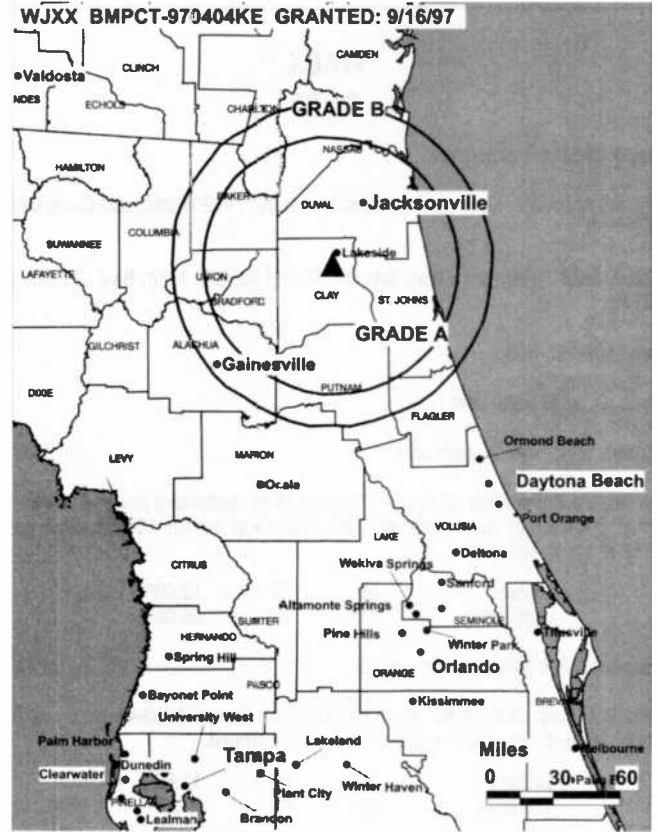 WJXX BMPCT-970404KE GRANTED: 9/16/97
CAMDEN
CLINCH
Valdosta
NDES
ECHOLS
CHARLTON
GRADE B
NASSAU
HAMILTON
BAKER
DUVAL
Jacksonville
COLUMBIA
SUWANNEE
Lakeside
LAFAYETTE
UNION
BRADFORD
CLAY
ST JOHNS
GRADE A
GILCHRIST
ALACHUA
Gainesville
PUTNAM
DIXIE
FLAGLER
LEVY
MARION
Ormond Beach
Ocala
Daytona Beach
Port Orange
LAKE
VOLUSIA
Deltona
CITRUS
Wekiva Springs
Sanford
Altamonte Springs
SUMTER
SEMINOLE
HERNANDO
Pine Hills
Winter Park
Titusville
Spring Hill
ORANGE
Orlando
PASCO
Bayonet Point
Kissimmee
BREV
University West
Palm Harbor
Tampa
Lakeland
Miles
Melbourne
Clearwater
Dunedin
Plant City
Winter Haven
0 30 60
PINELLA
Lealman
Brandon